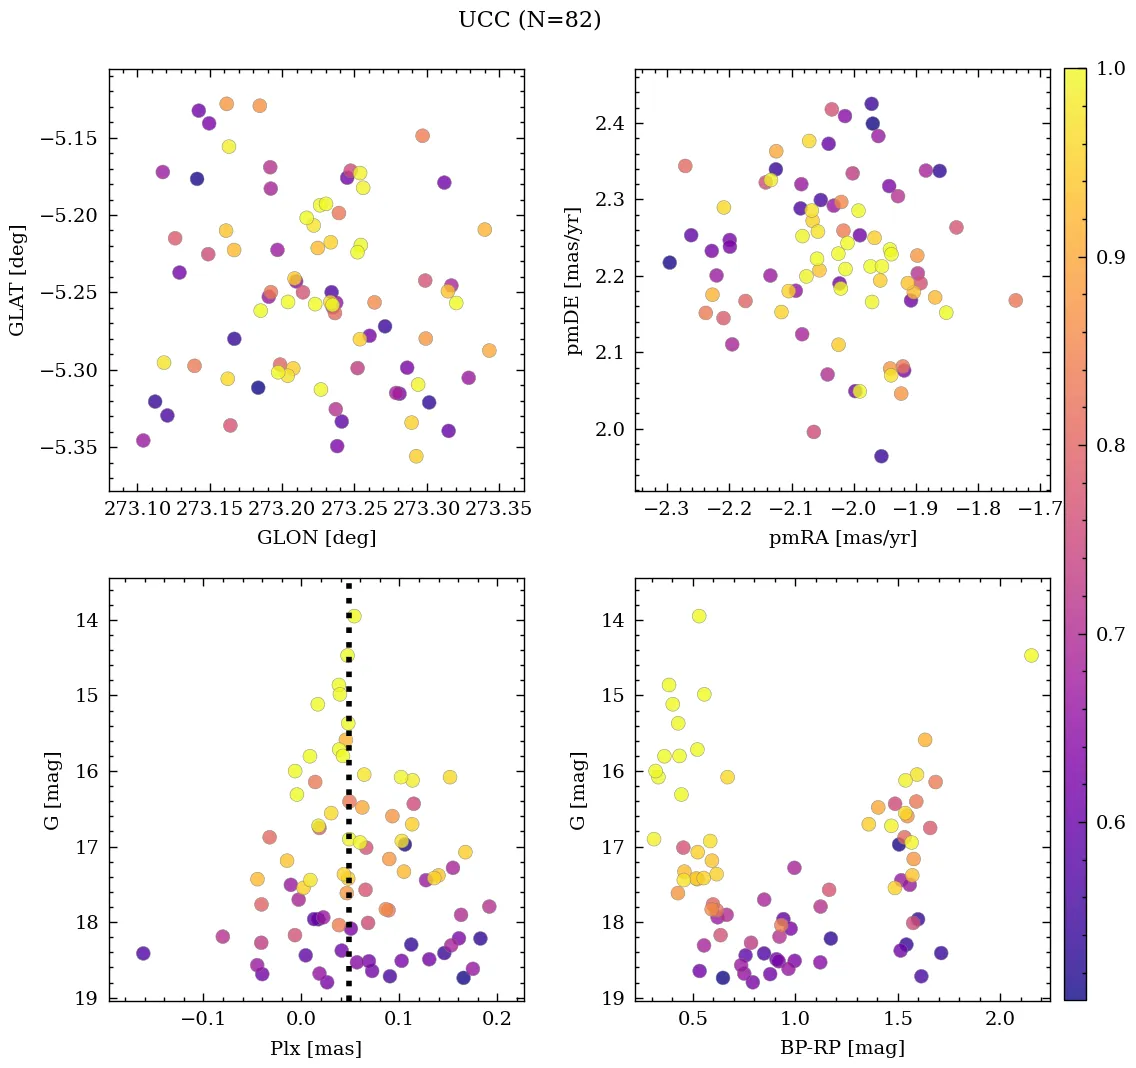 UCC (N=82)
−5.15
−5.20
−5.25
−5.30
−5.35
GLAT [deg]
273.10 273.15 273.20 273.25 273.30 273.35
GLON [deg]
2.4
2.3
2.2
2.1
2.0
pmDE [mas/yr]
−2.3 −2.2 −2.1 −2.0 −1.9 −1.8 −1.7
pmRA [mas/yr]
1.0
0.9
0.8
0.7
0.6
14
15
16
17
18
19
G [mag]
−0.1 0.0 0.1 0.2
Plx [mas]
14
15
16
17
18
19
G [mag]
0.5 1.0 1.5 2.0
BP-RP [mag]